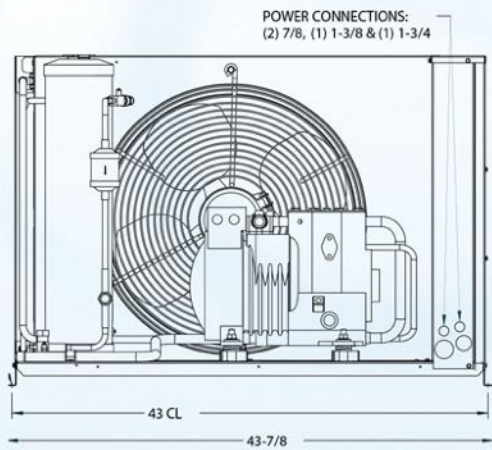 POWER CONNECTIONS:
(2) 7/8, (1) 1-3/8 & (1) 1-3/4
43 CL
43-7/8